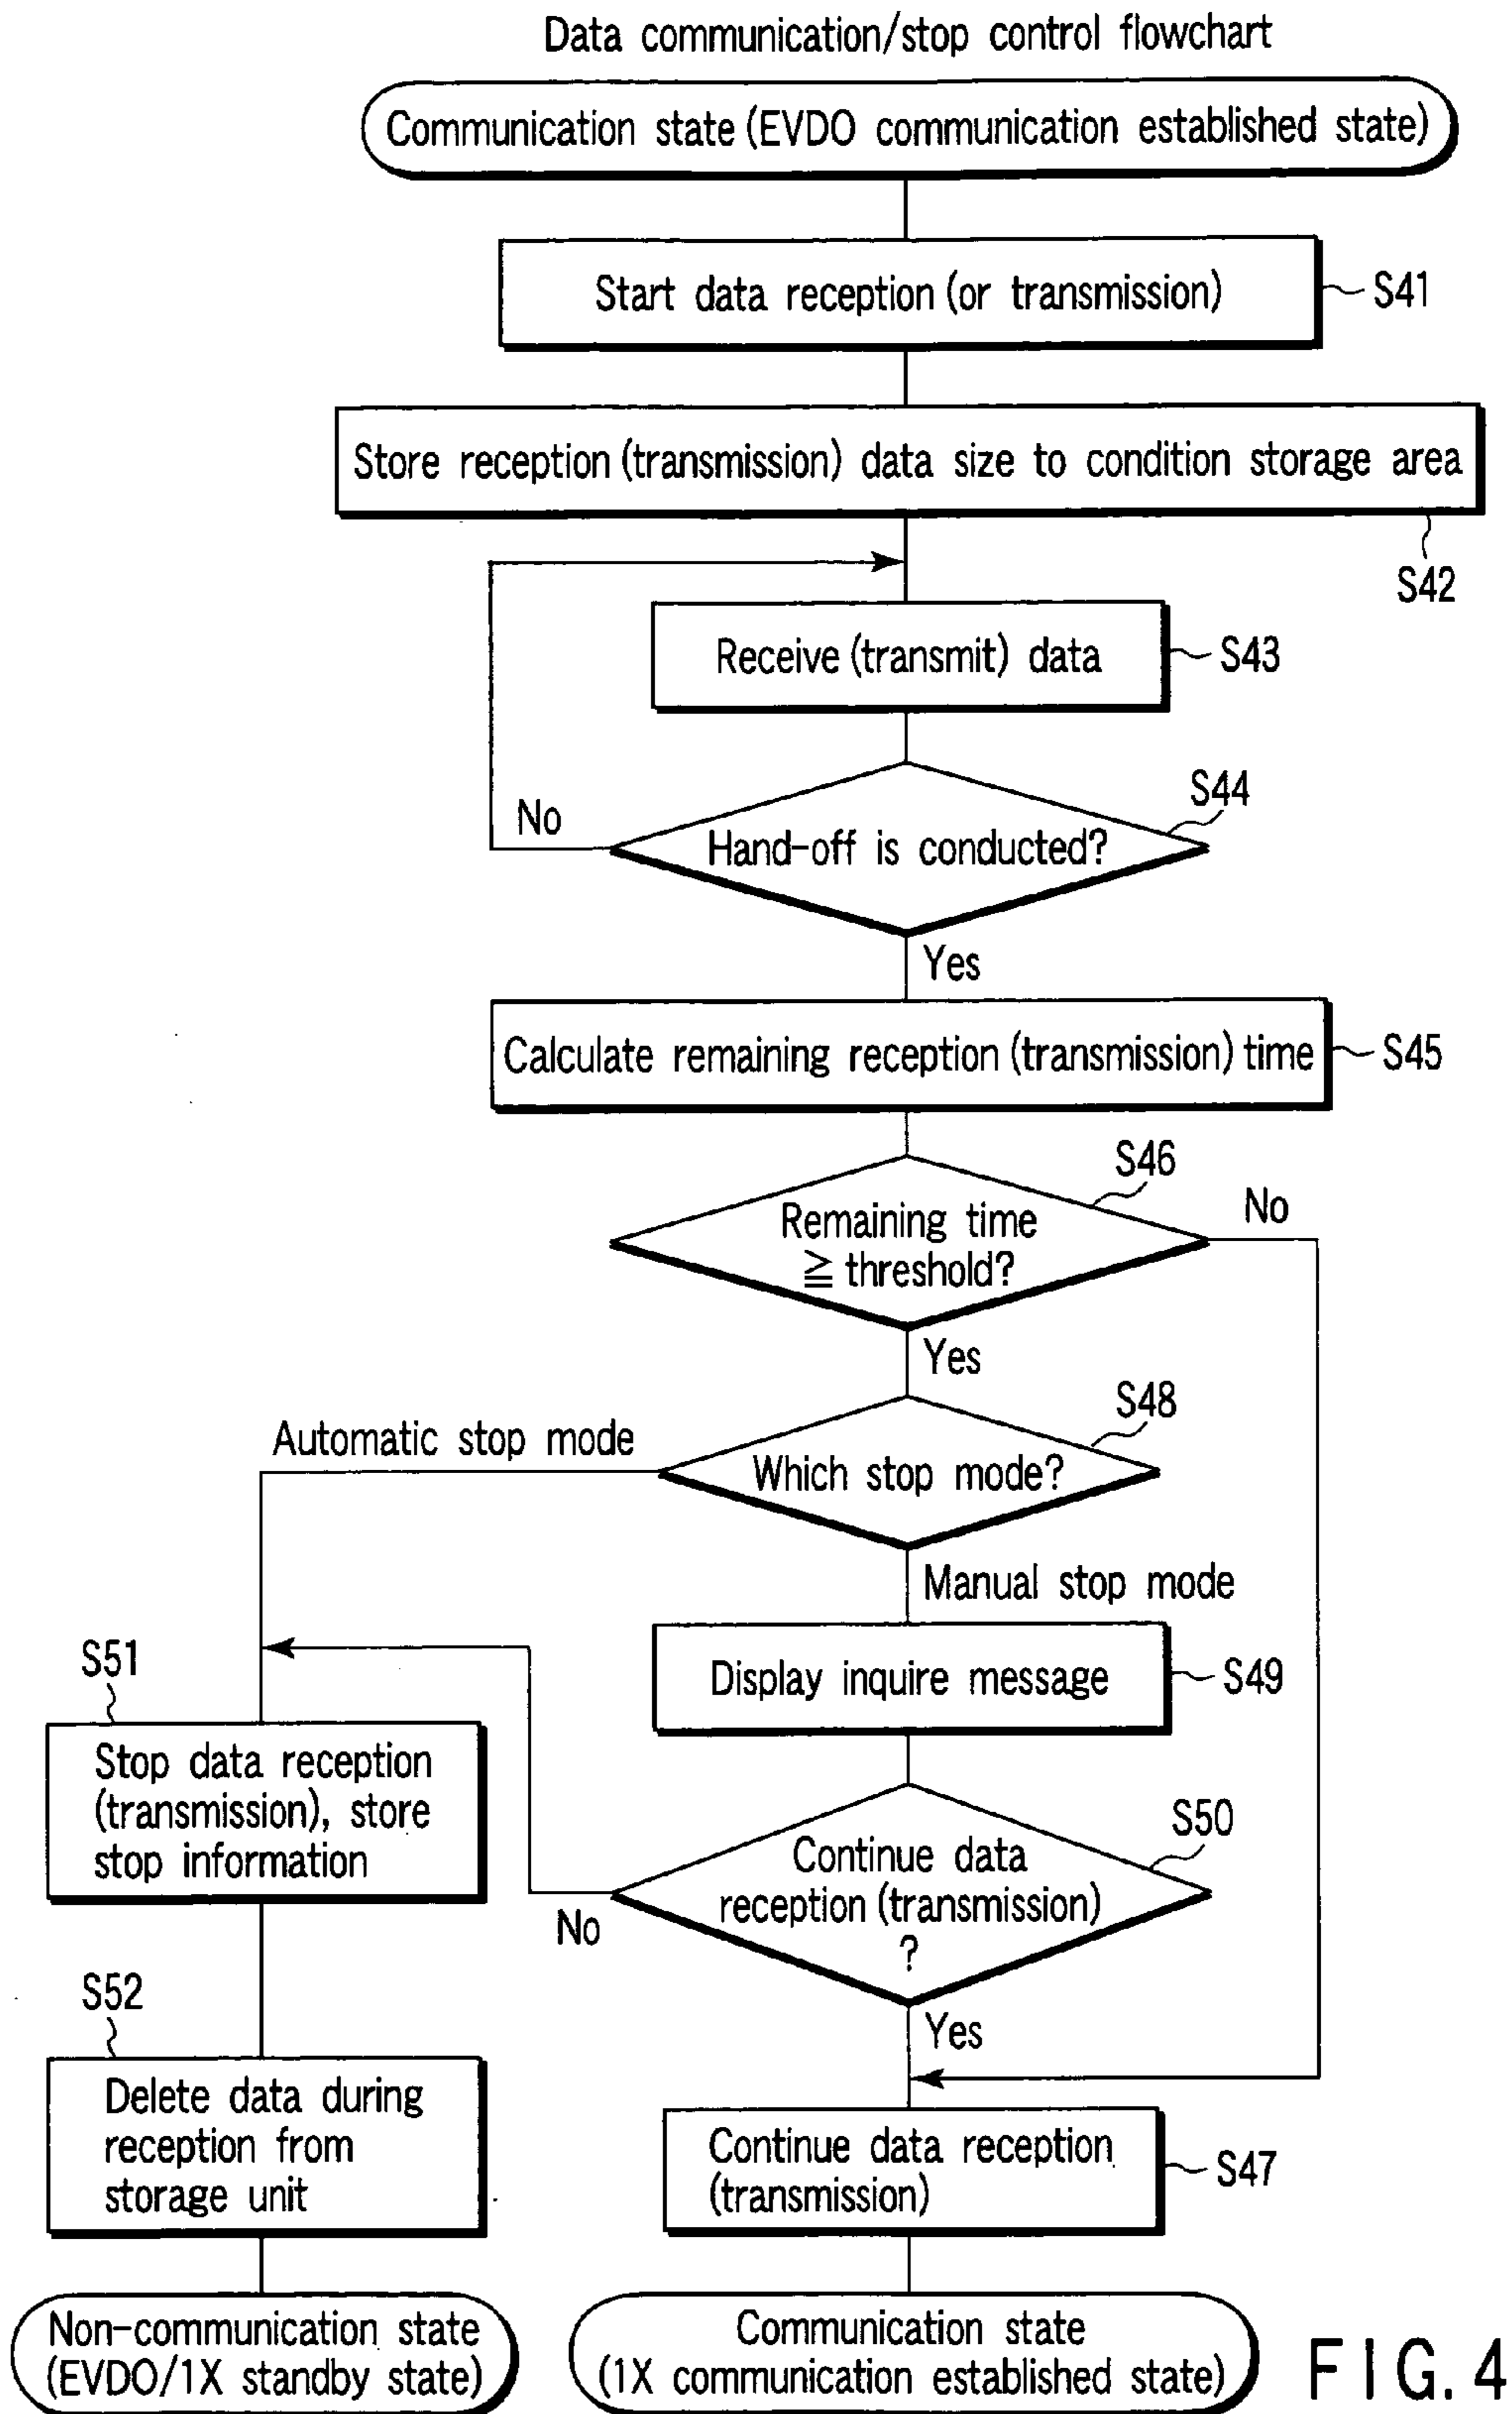 Data communication/stop control flowchart
Communication state (EVDO communication established state)
Start data reception (or transmission)
S41
Store reception (transmission) data size to condition storage area
S42
Receive (transmit) data
S43
S44
No
Hand-off is conducted?
Yes
Calculate remaining reception (transmission) time
S45
S46
No
Remaining time
≧ threshold?
Yes
S48
Automatic stop mode
Which stop mode?
Manual stop mode
S51
Display inquire message
S49
Stop data reception
(transmission), store
stop information
S50
Continue data
reception (transmission)
?
No
S52
Yes
Delete data during
reception from
storage unit
Continue data reception
(transmission)
S47
Non-communication state
(EVDO/1X standby state)
Communication state
(1X communication established state)
FIG. 4